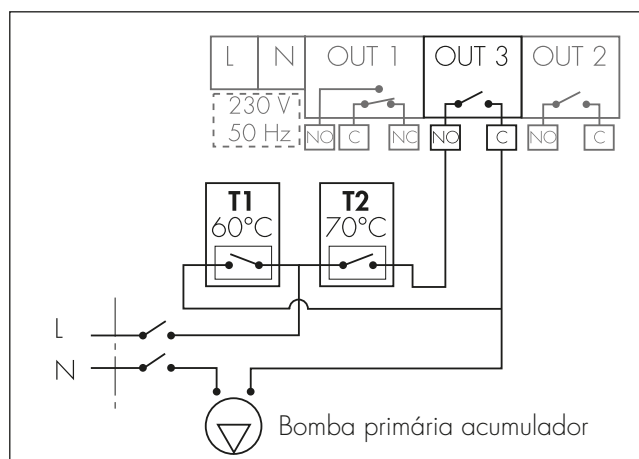 L N OUT 1 OUT 3 OUT 2
230 V
50 Hz
NO C NC NO C NO C
T1 T2
60°C 70°C
L
N
Bomba primária acumulador